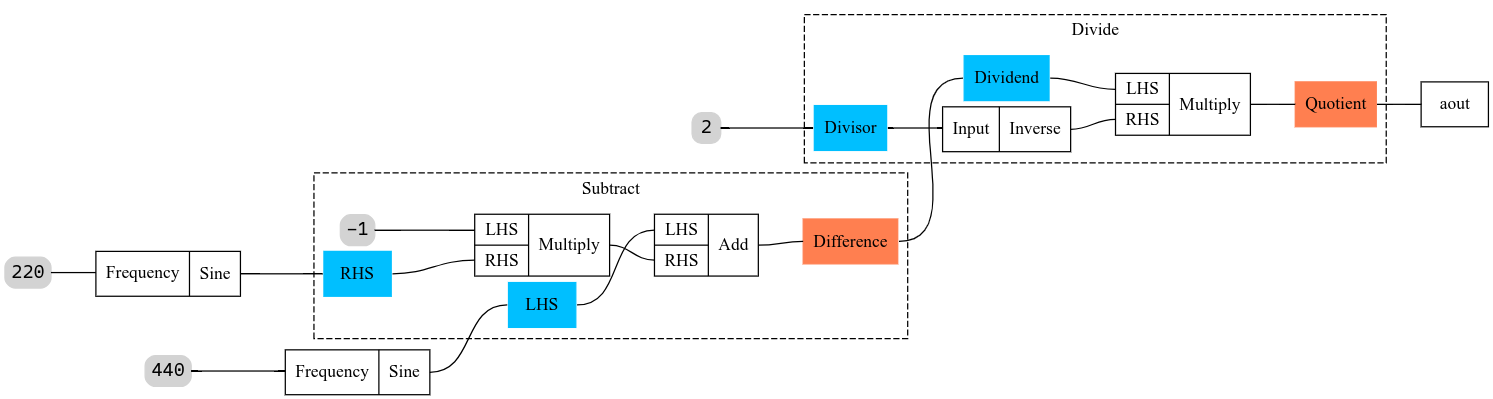 Divide
Dividend
LHS
Multiply
RHS
Quotient
aout
2
Divisor
Input
Inverse
Subtract
-1
LHS
Multiply
RHS
LHS
Add
RHS
Difference
220
Frequency
Sine
RHS
LHS
440
Frequency
Sine